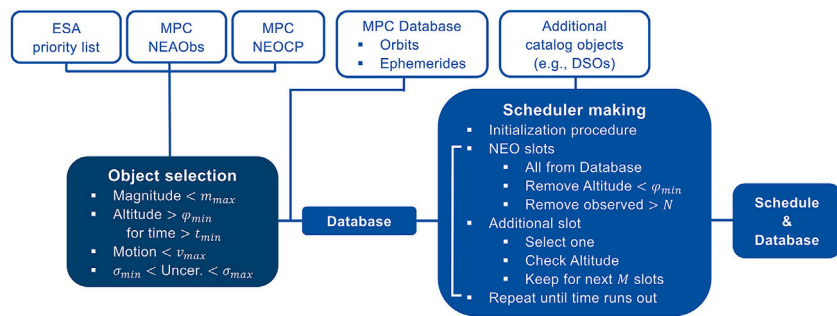 ESA
priority list
MPC
NEAObs
MPC
NEOCP
MPC Database
▪ Orbits
▪ Ephemerides
Additional
catalog objects
(e.g., DSOs)
Object selection
▪ Magnitude < m_max
▪ Altitude > φ_min
for time > t_min
▪ Motion < v_max
▪ σ_min < Uncer. < σ_max
Database
Scheduler making
▪ Initialization procedure
▪ NEO slots
▪ All from Database
▪ Remove Altitude < φ_min
▪ Remove observed > N
▪ Additional slot
▪ Select one
▪ Check Altitude
▪ Keep for next M slots
▪ Repeat until time runs out
Schedule
&
Database